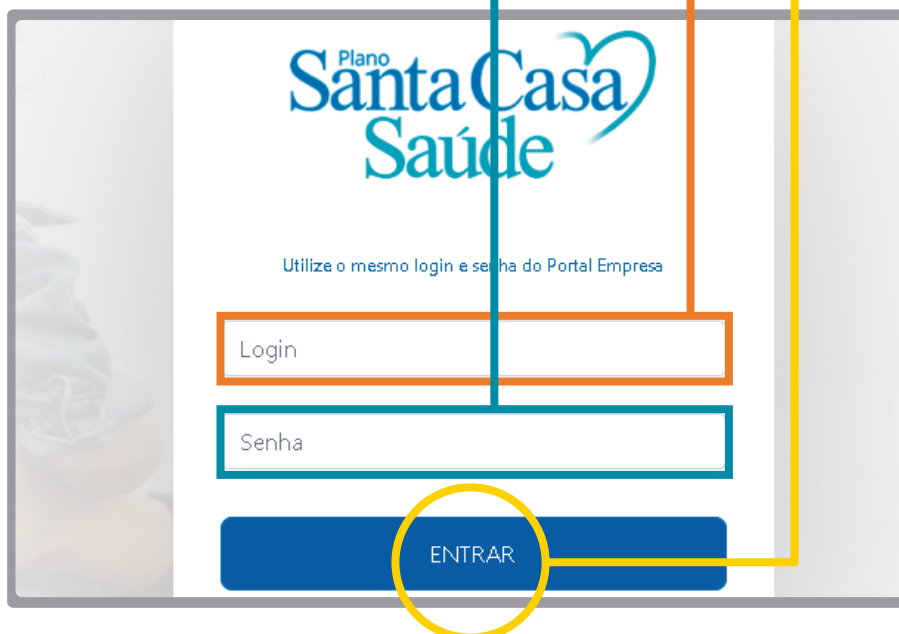 Plano
Santa Casa
Saúde
Utilize o mesmo login e senha do Portal Empresa
Login
Senha
ENTRAR